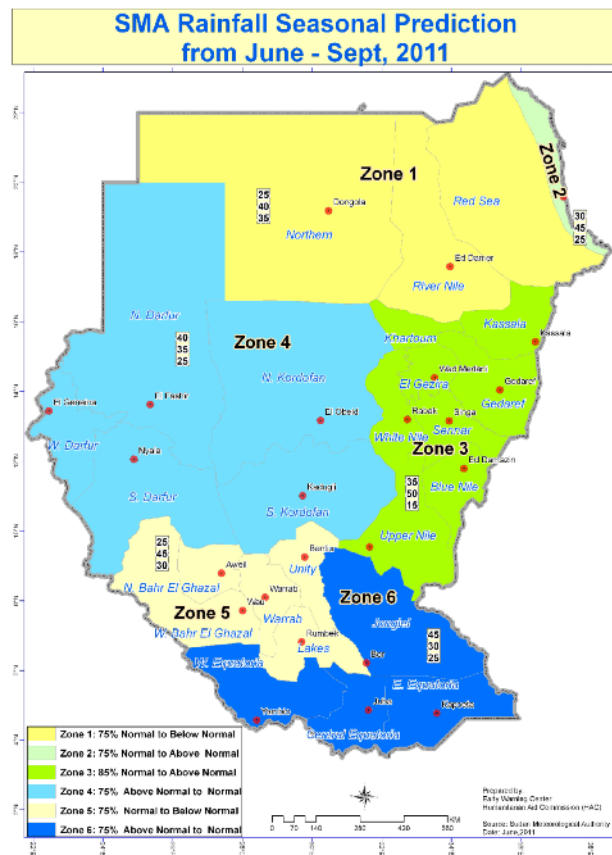 SMA Rainfall Seasonal Prediction
from June - Sept, 2011
Zone 1
Zone 2
25
40
35
Dongola
Red Sea
Northern
30
45
25
Ed Damer
River Nile
N. Darfur
Kassala
Khartoum
Kassala
40
35
25
Zone 4
N. Kordofan
Wad Medani
El Gezira
Gedaref
Gedaref
El Geneina
El Fashir
El Obeid
Rabak
Singa
Sennar
White Nile
W. Darfur
Zone 3
Nyala
Ed Damazin
Blue Nile
S. Darfur
Kadugli
S. Kordofan
35
50
15
Upper Nile
25
45
30
Bentiu
Unity
Aweil
N. Bahr El Ghazal
Warrab
Zone 6
Zone 5
Wau
Warrab
Jonglei
W. Bahr El Ghazal
Rumbek
Lakes
45
30
25
W. Equatoria
Bor
E. Equatoria
Yambio
Juba
Kapoeta
Central Equatoria
Zone 1: 75% Normal to Below Normal
Zone 2: 75% Normal to Above Normal
Zone 3: 85% Normal to Above Normal
Zone 4: 75% Above Normal to Normal
Zone 5: 75% Normal to Below Normal
Zone 6: 75% Above Normal to Normal
KM
0 70 140 280 420 560
Prepared by:
Early Warning Center
Humanitarian Aid Commission (HAC)
Source: Sudan Meteorological Authority
Date: June,2011